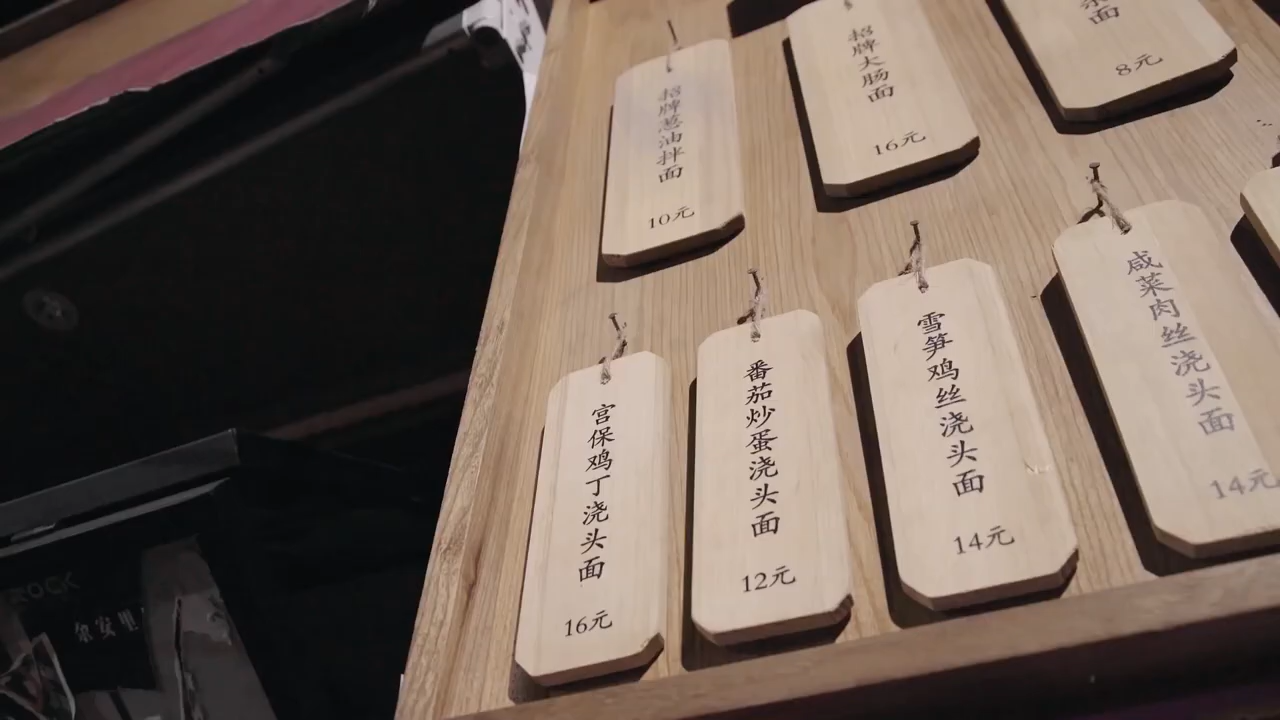 招牌葱油拌面
10元
招牌大肠面
16元
面
8元
宫保鸡丁浇头面
16元
番茄炒蛋浇头面
12元
雪笋鸡丝浇头面
14元
咸菜肉丝浇头面
14元
ROCK